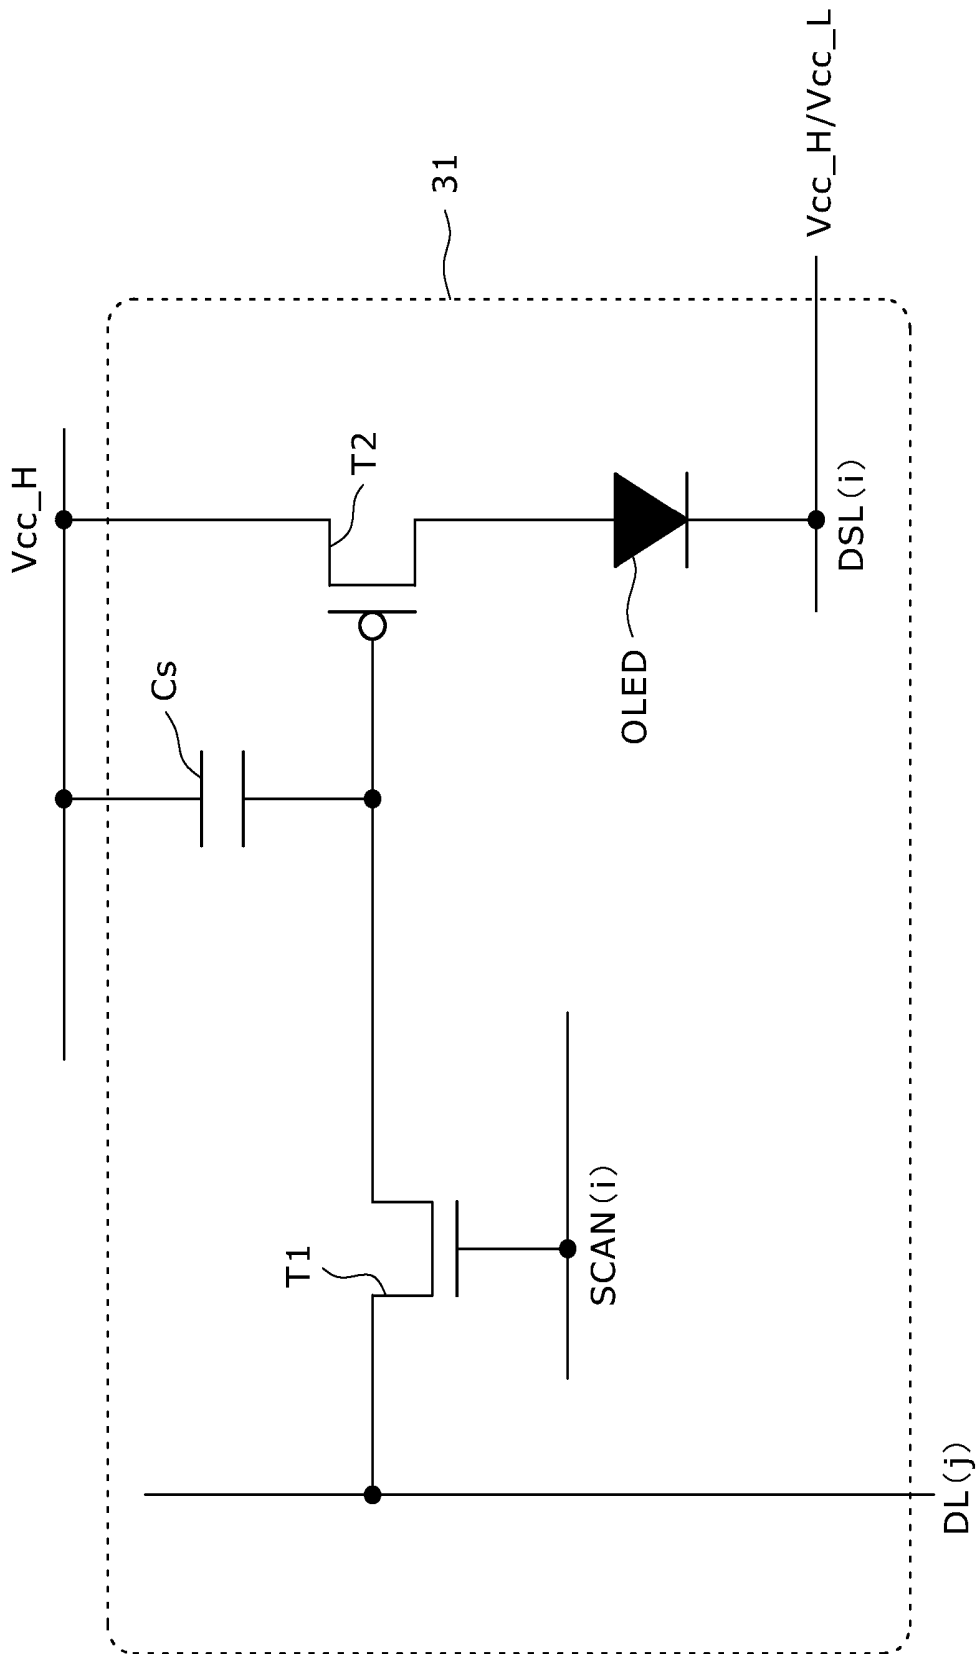 Vcc_H
Cs
T2
31
T1
OLED
SCAN(i)
DSL(i)
Vcc_H/Vcc_L
DL(j)